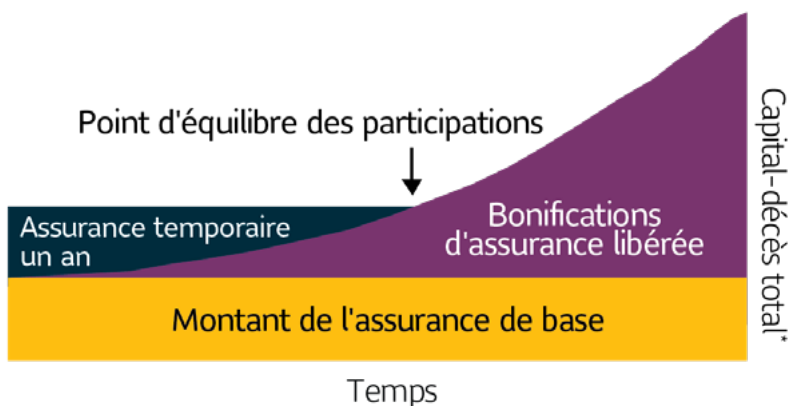 Point d'équilibre des participations
Assurance temporaire
un an
Bonifications
d'assurance libérée
Montant de l'assurance de base
Capital-décès total*
Temps